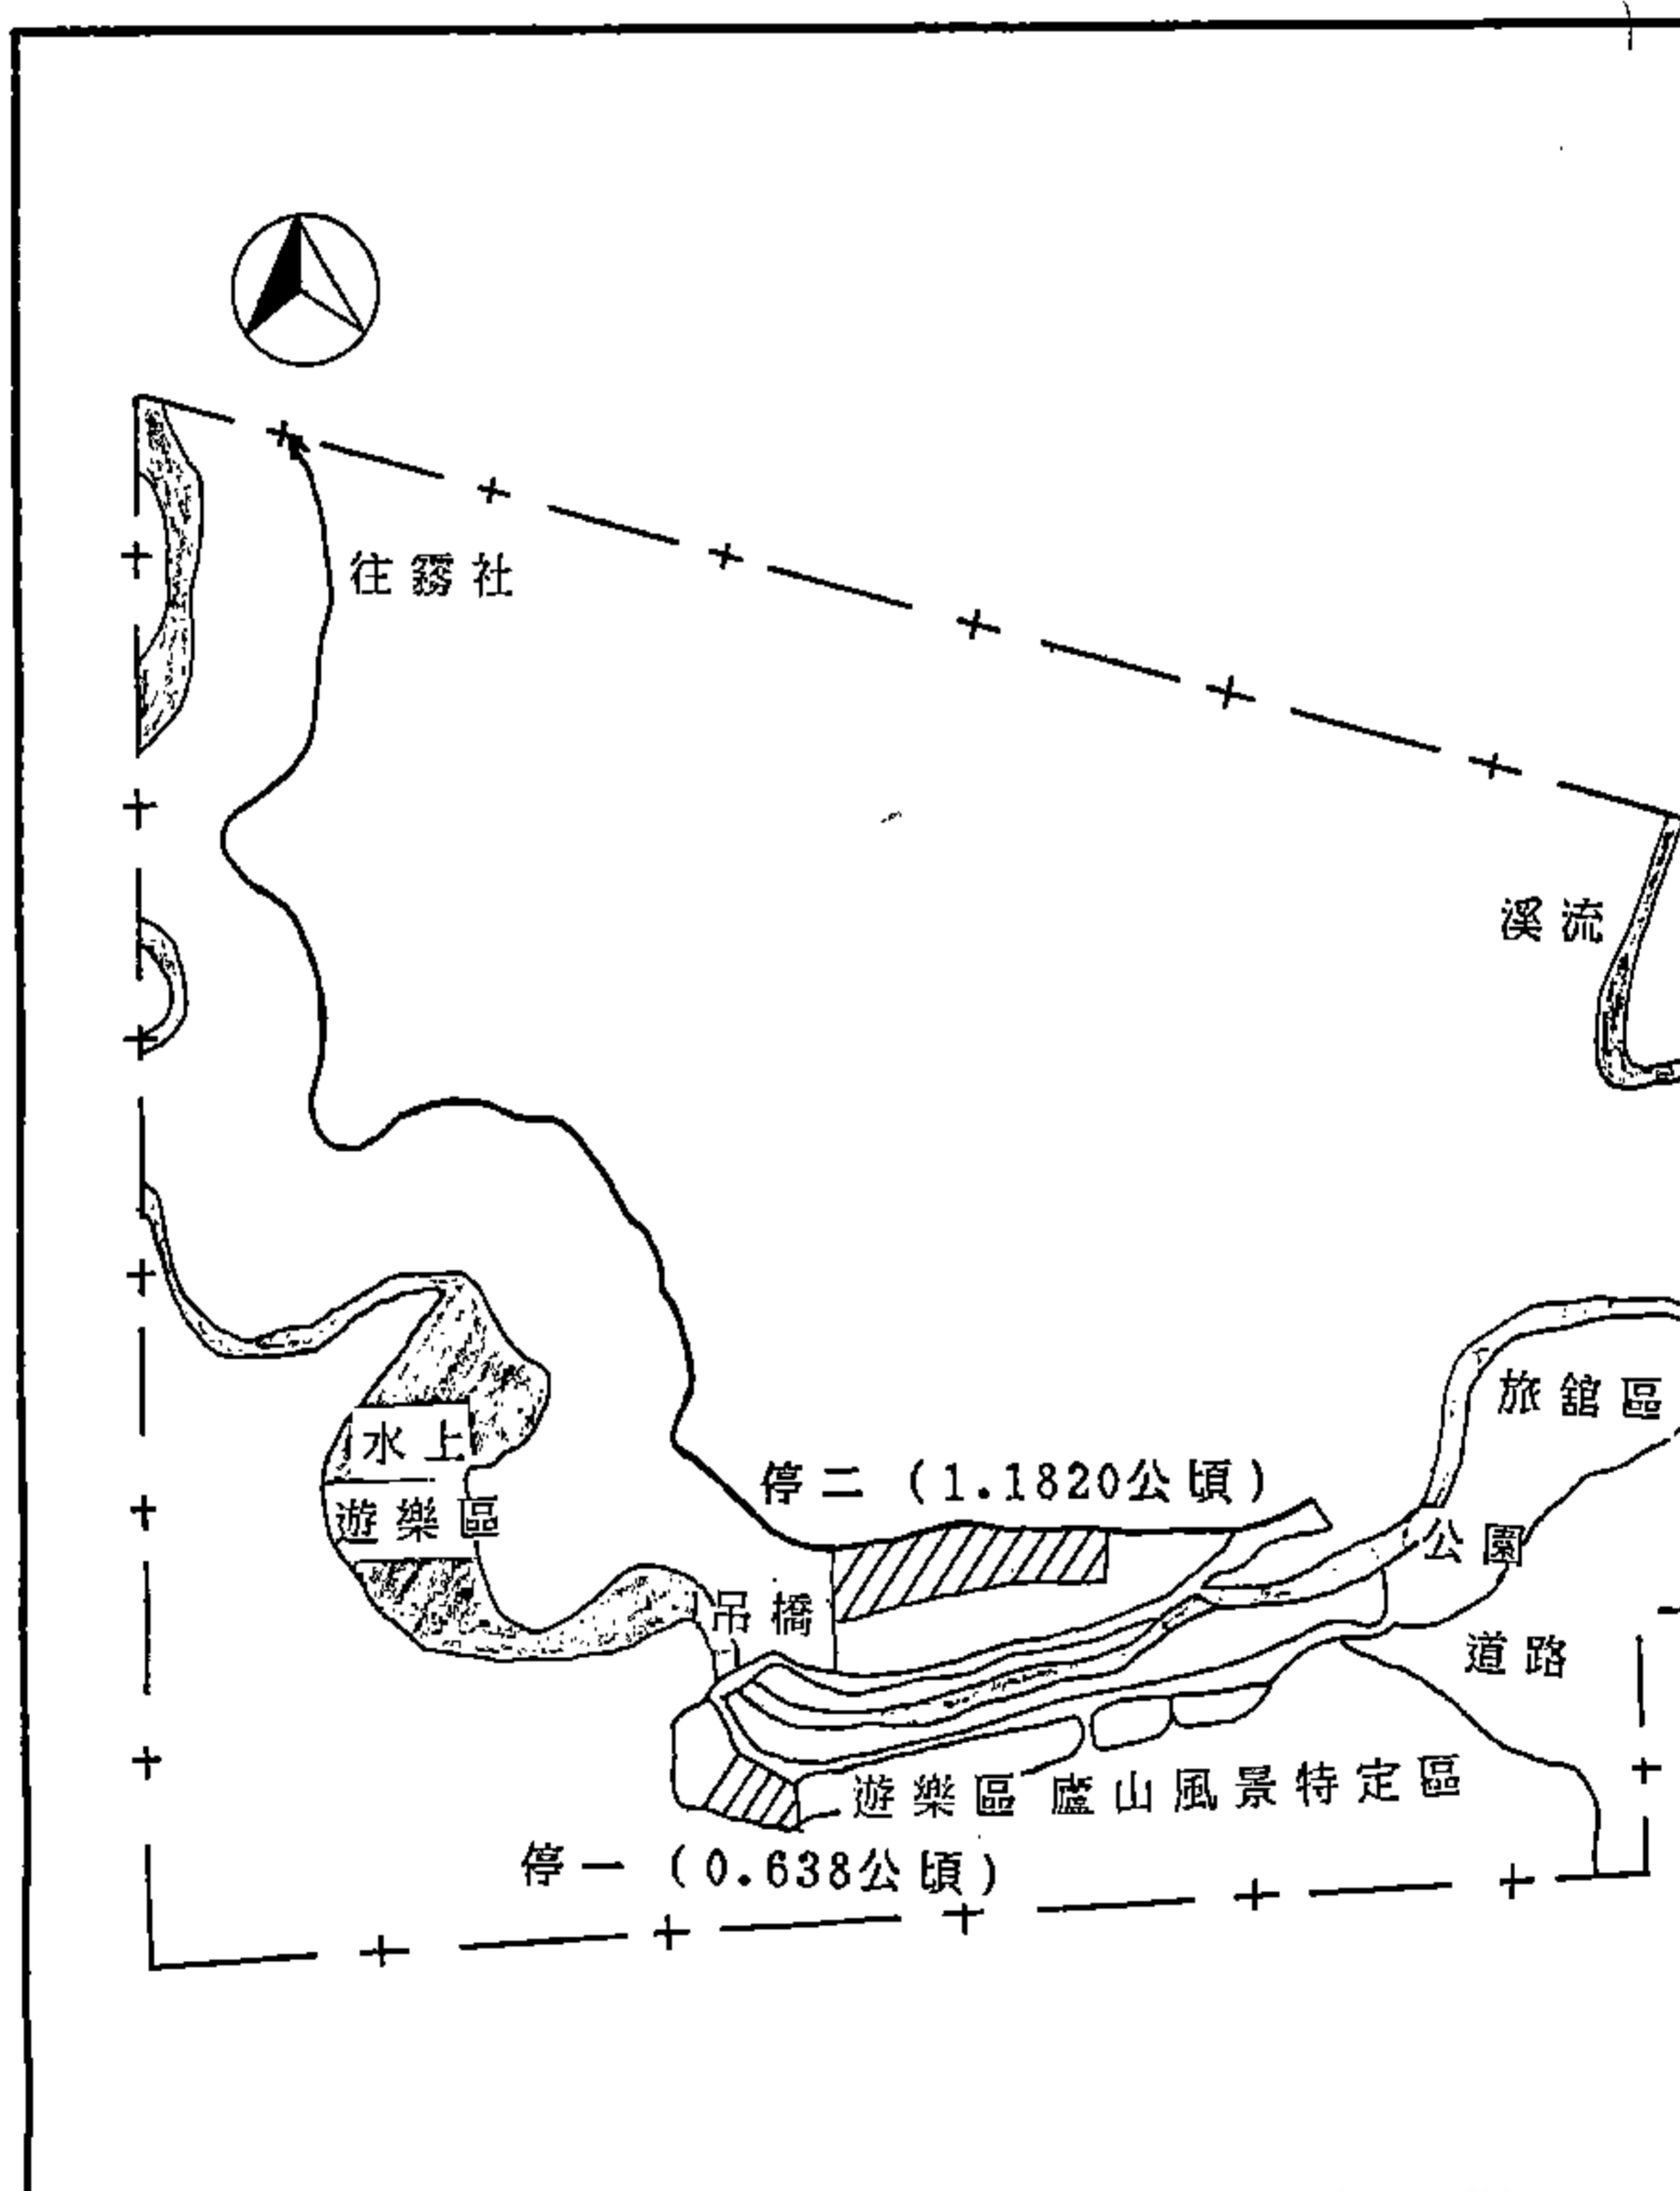 往霧社
溪流
旅舘區
水上
遊樂區
停二（1.1820公頃）
公園
吊橋
道路
遊樂區 廬山風景特定區
停一（0.638公頃）